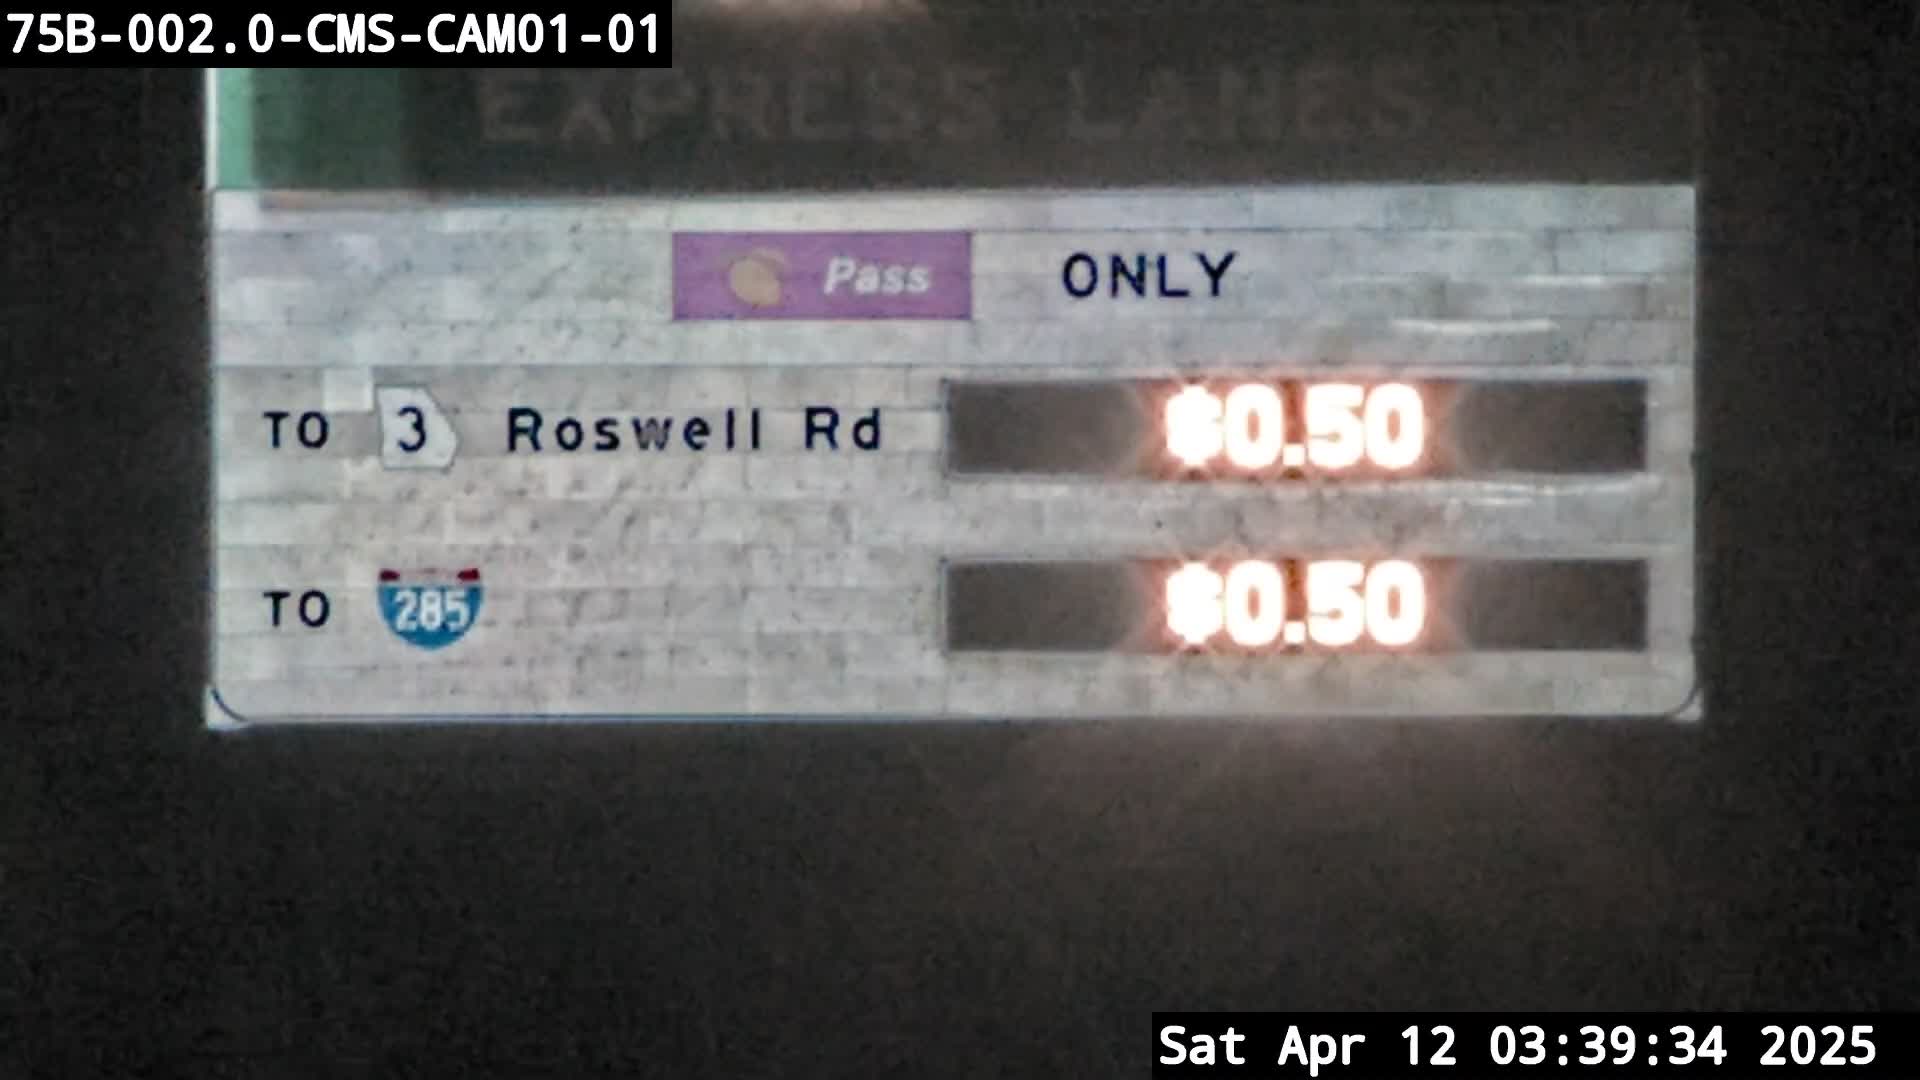 75B-002.0-CMS-CAM01-01
EXPRESS LANES
Pass ONLY
TO 3 Roswell Rd $0.50
TO 285 $0.50
Sat Apr 12 03:39:34 2025